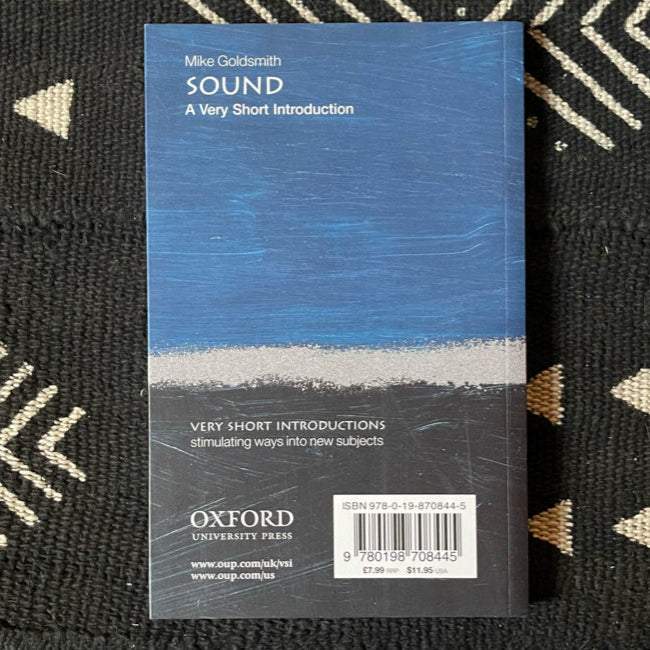 Mike Goldsmith
SOUND
A Very Short Introduction
VERY SHORT INTRODUCTIONS
stimulating ways into new subjects
OXFORD
UNIVERSITY PRESS
www.oup.com/uk/vsi
www.oup.com/us
ISBN 978-0-19-870844-5
9 780198 708445
£7.99 RRP $11.95 USA